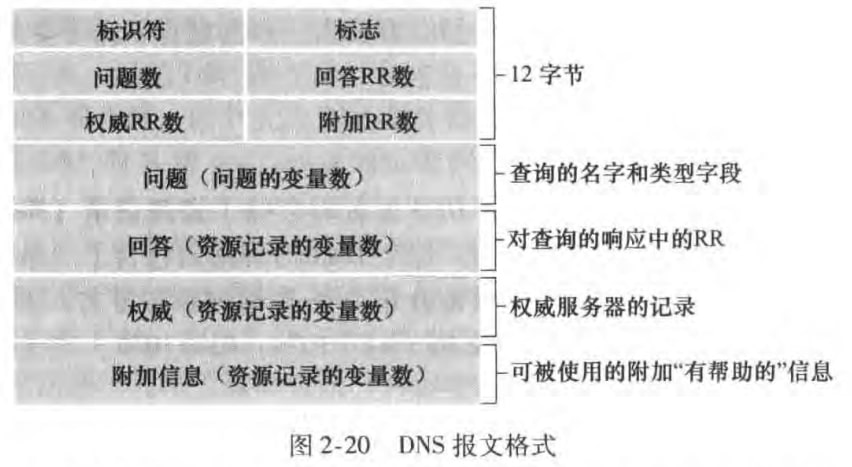 标识符 标志
问题数 回答RR数
12 字节
权威RR数 附加RR数
问题（问题的变量数） 查询的名字和类型字段
回答（资源记录的变量数） 对查询的响应中的RR
权威（资源记录的变量数） 权威服务器的记录
附加信息（资源记录的变量数） 可被使用的附加“有帮助的”信息
图 2-20 DNS 报文格式